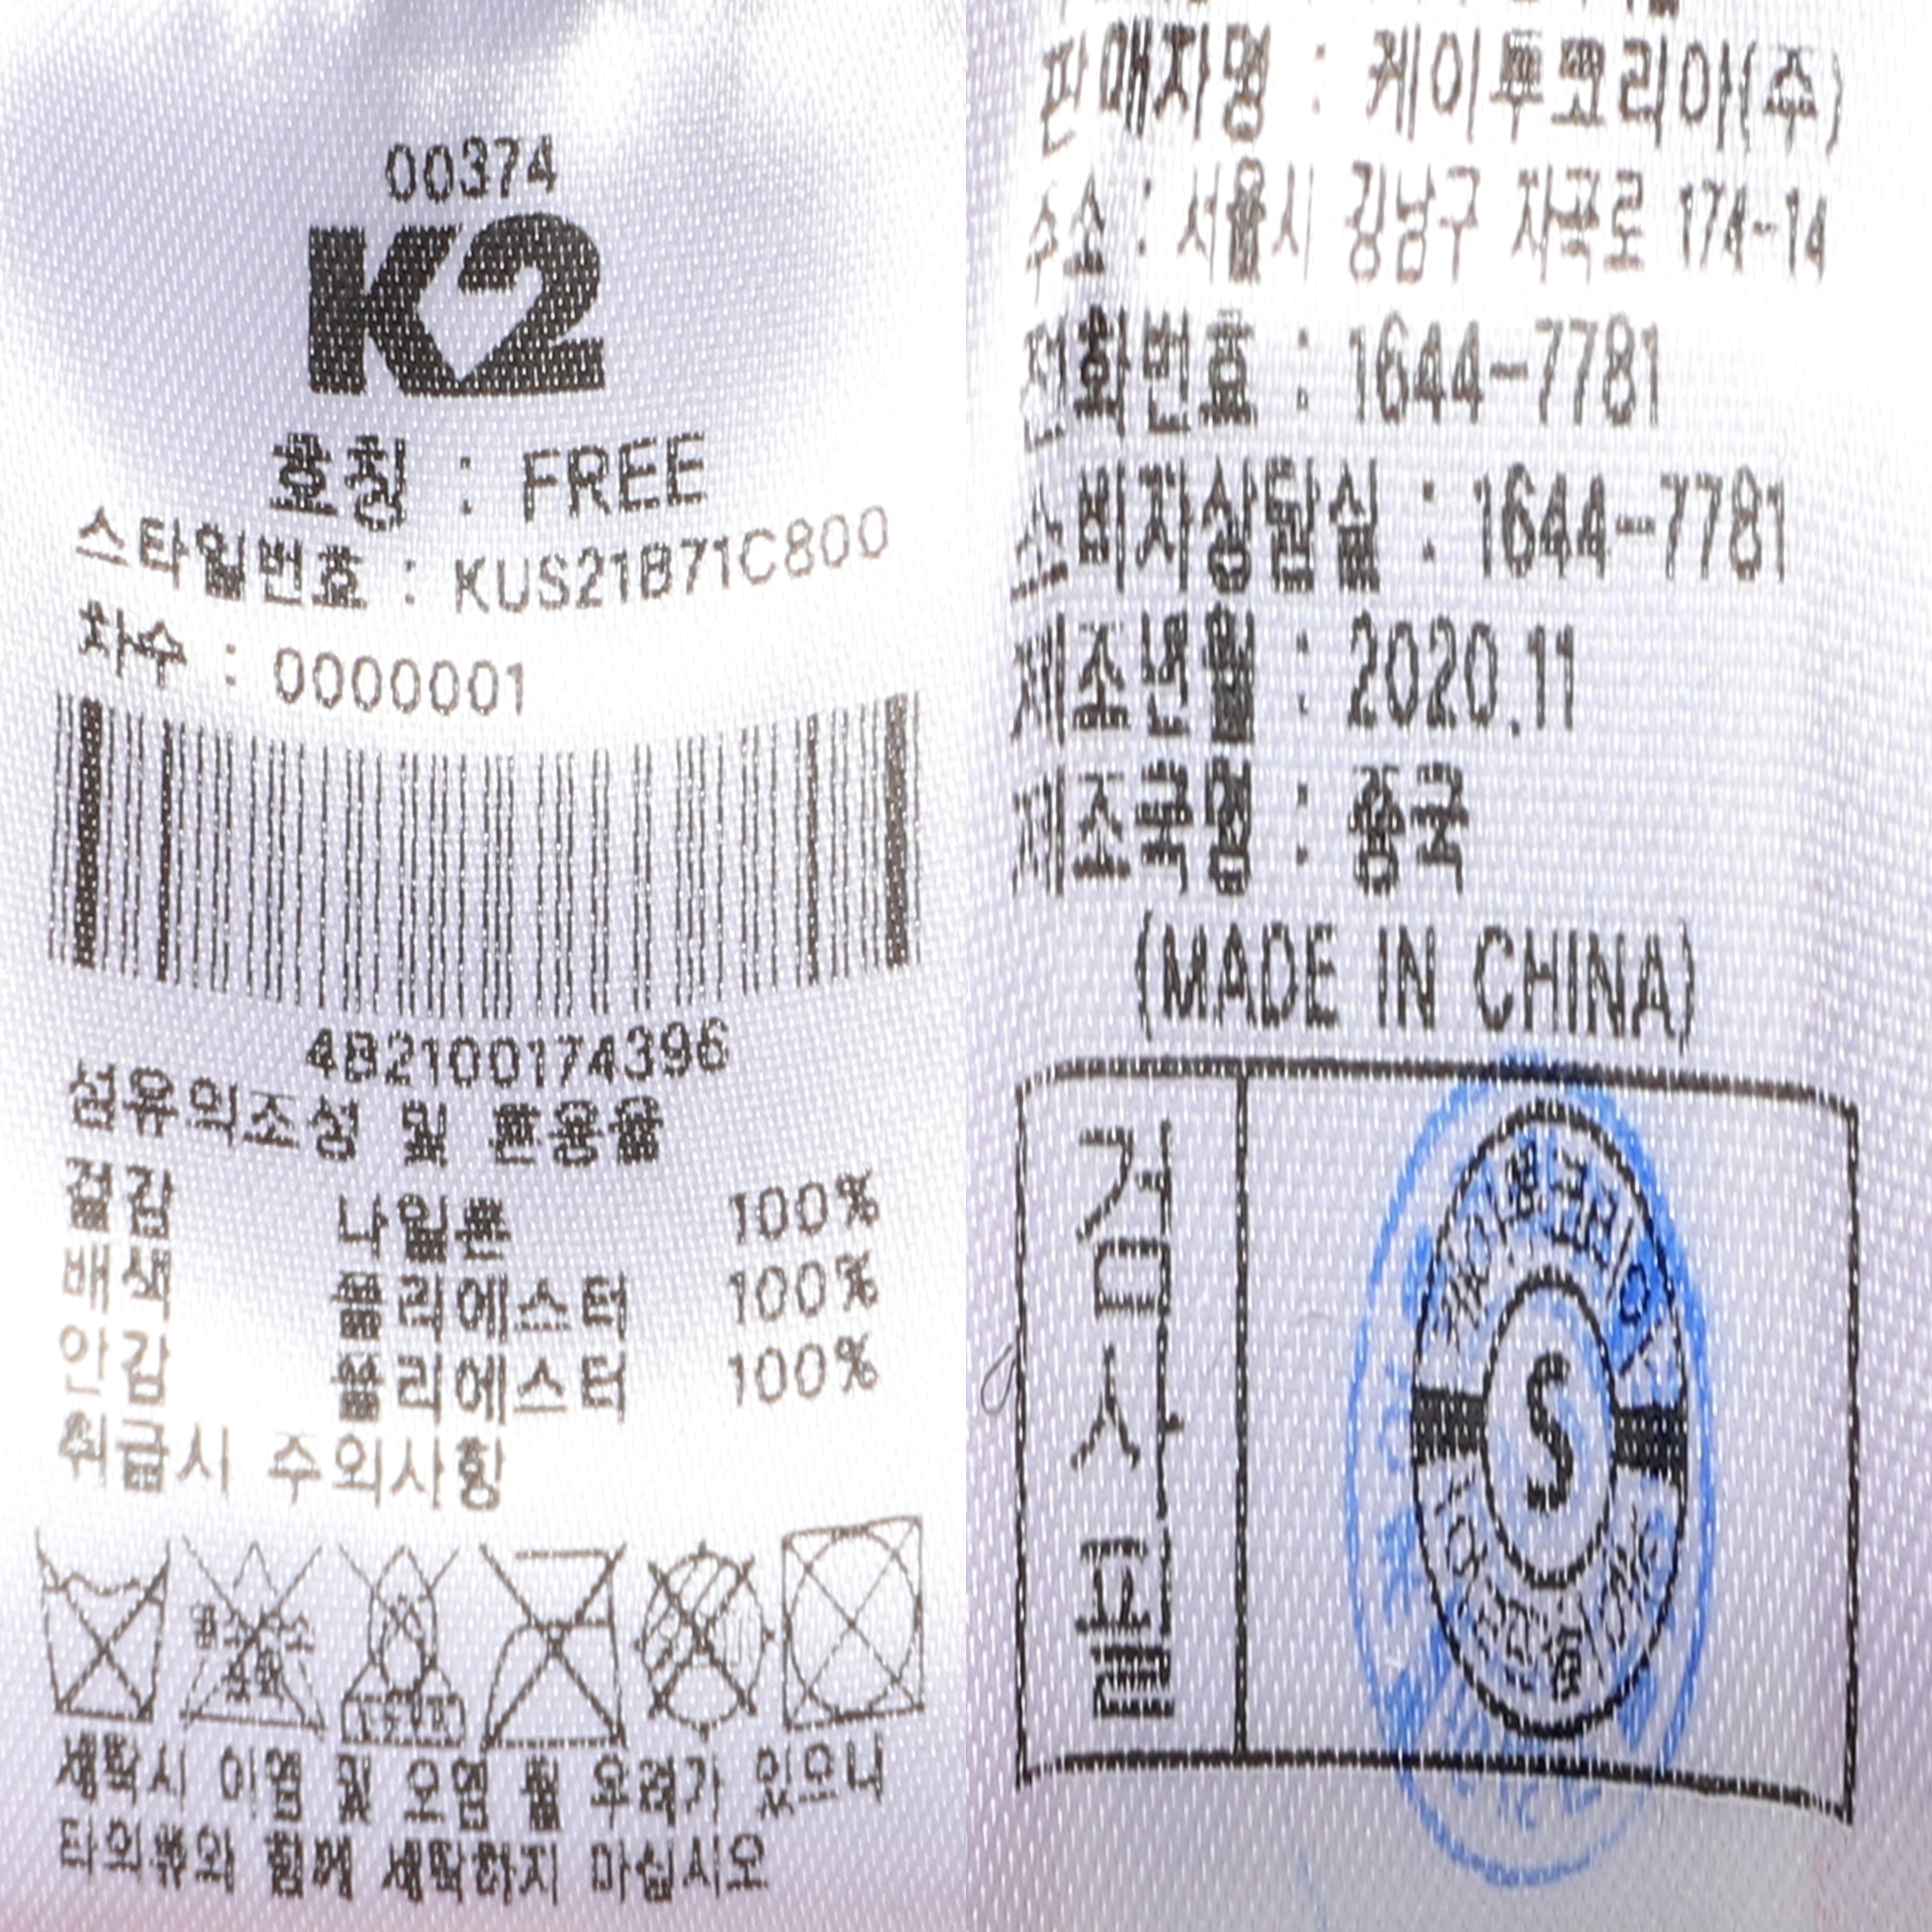 00374
K2
호칭 : FREE
스타일번호 : KUS21B71C800
차수 : 0000001
4B2100174396
섬유의조성 및 혼용율
겉감 나일론 100%
배색 폴리에스터 100%
안감 폴리에스터 100%
취급시 주의사항
세탁시 이염 및 오염 될 우려가 있으니
타의류와 함께 세탁하지 마십시오
판매자명 : 케이투코리아(주)
주소 : 서울시 강남구 자곡로 174-14
전화번호 : 1644-7781
소비자상담실 : 1644-7781
제조년월 : 2020.11
제조국명 : 중국
(MADE IN CHINA)
검사필
케이투코리아
S